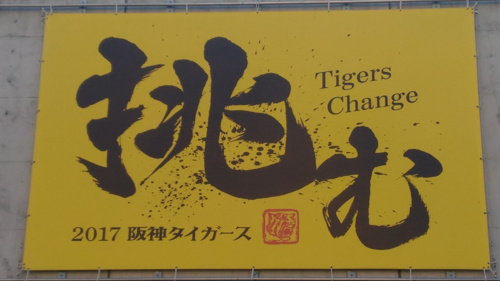 挑む
Tigers
Change
2017 阪神タイガース